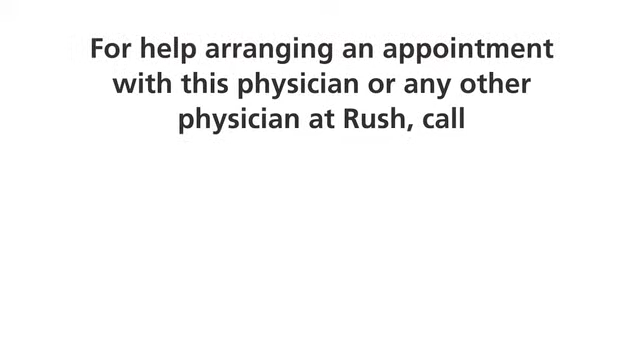 For help arranging an appointment
with this physician or any other
physician at Rush, call